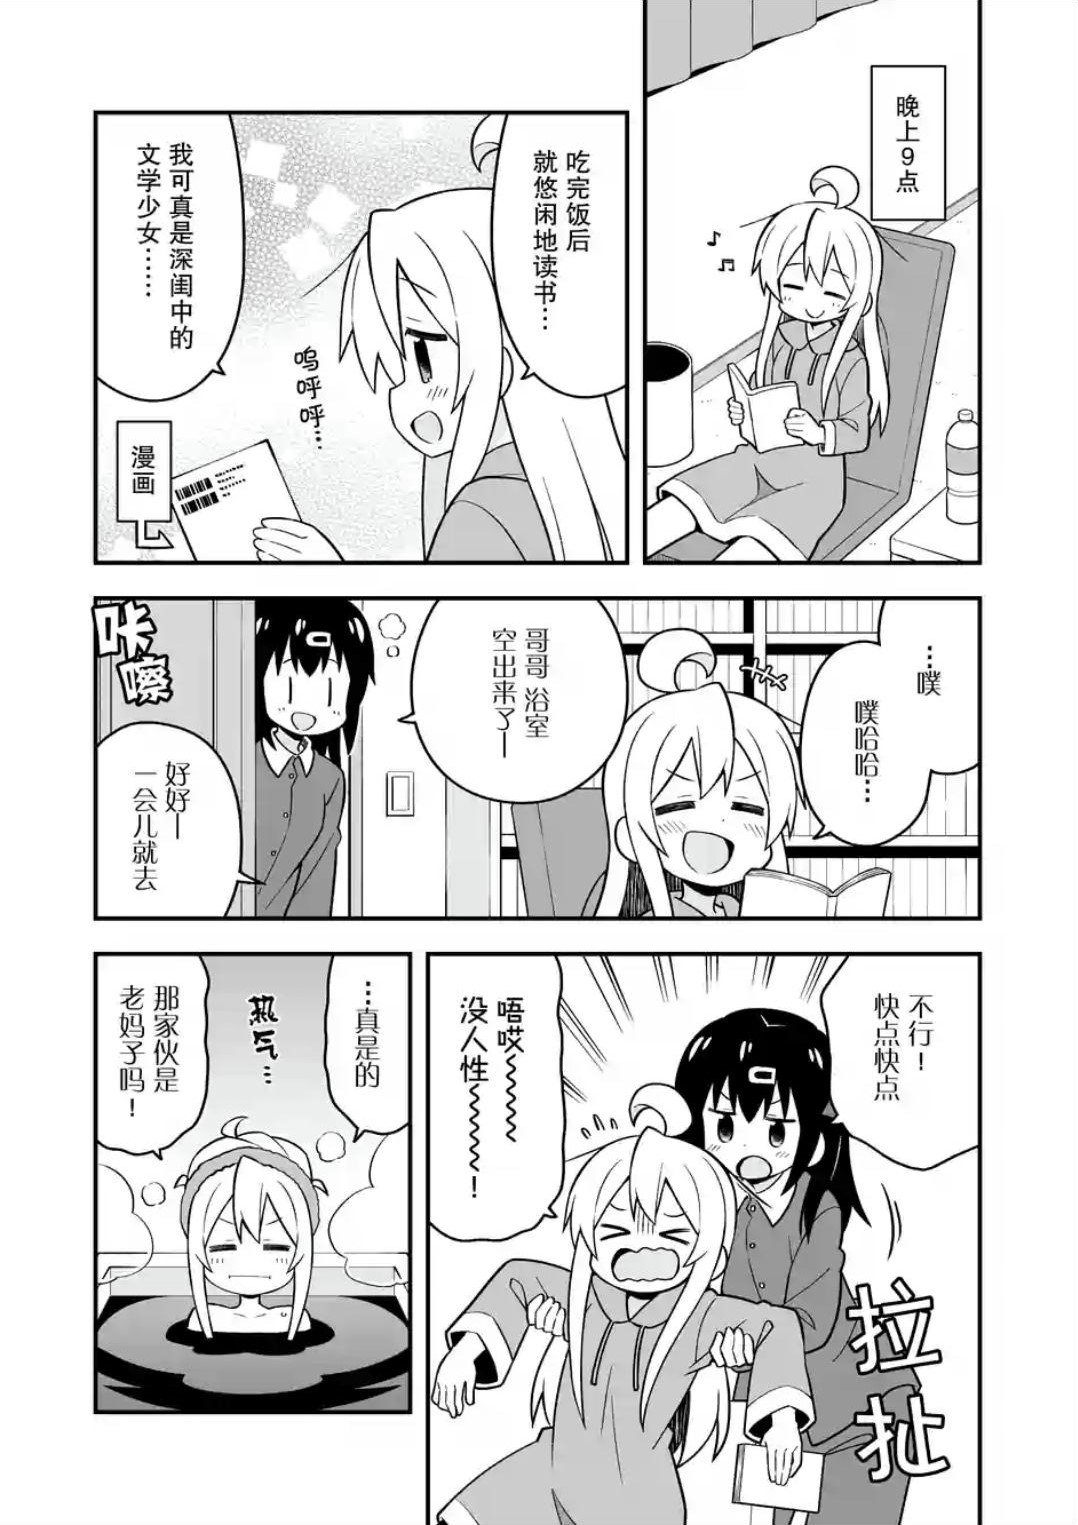 晚上9点
吃完饭后
就悠闲地读书…
呜呼呼…
我可真是深闺中的
文学少女……
漫画
…噗
噗哈哈…
哥哥 浴室
空出来了—
咔嚓
好好—
一会儿就去
不行！
快点快点
唔哎～～～
没人性～～～！
拉扯
…真是的
热气…
那家伙是
老妈子吗！